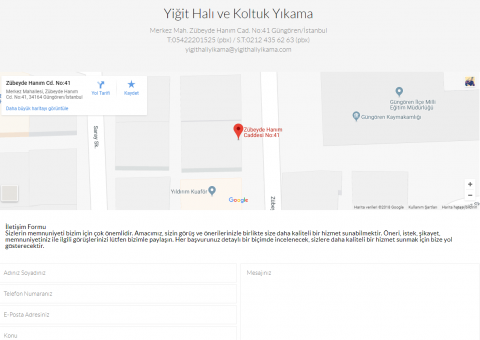 Yiğit Halı ve Koltuk Yıkama
Merkez Mah. Zübeyde Hanım Cad. No:41 Güngören/İstanbul
T:05422201525 (pbx) / ST:0212 435 62 63 (pbx)
yigithaliyikama@yigithaliyikama.com
Zübeyde Hanım Cd. No:41
Merkez Mahallesi, Zübeyde Hanım
Cd. No:41, 34164 Güngören/İstanbul
Yol Tarifi
Kaydet
Daha büyük haritayı görüntüle
Güngören İlçe Milli
Eğitim Müdürlüğü
Güngören Kaymakamlığı
Zübeyde Hanım
Caddesi No:41
Saray Sk.
Yıldırım Kuaför
Google
Harita verileri ©2018 Google
Kullanım Şartları
İletişim Formu
Sizlerin memnuniyeti bizim için çok önemlidir. Amacımız, sizin görüş ve önerilerinizle birlikte size daha kaliteli bir hizmet sunabilmektir. Öneri, istek, şikayet,
memnuniyetiniz ile ilgili görüşlerinizi lütfen bizimle paylaşın. Her başvurunuz detaylı bir biçimde incelenecek, sizlere daha kaliteli bir hizmet sunmak için bize yol
gösterecektir.
Adınız Soyadınız
Mesajınız
Telefon Numaranız
E-Posta Adresiniz
Konu